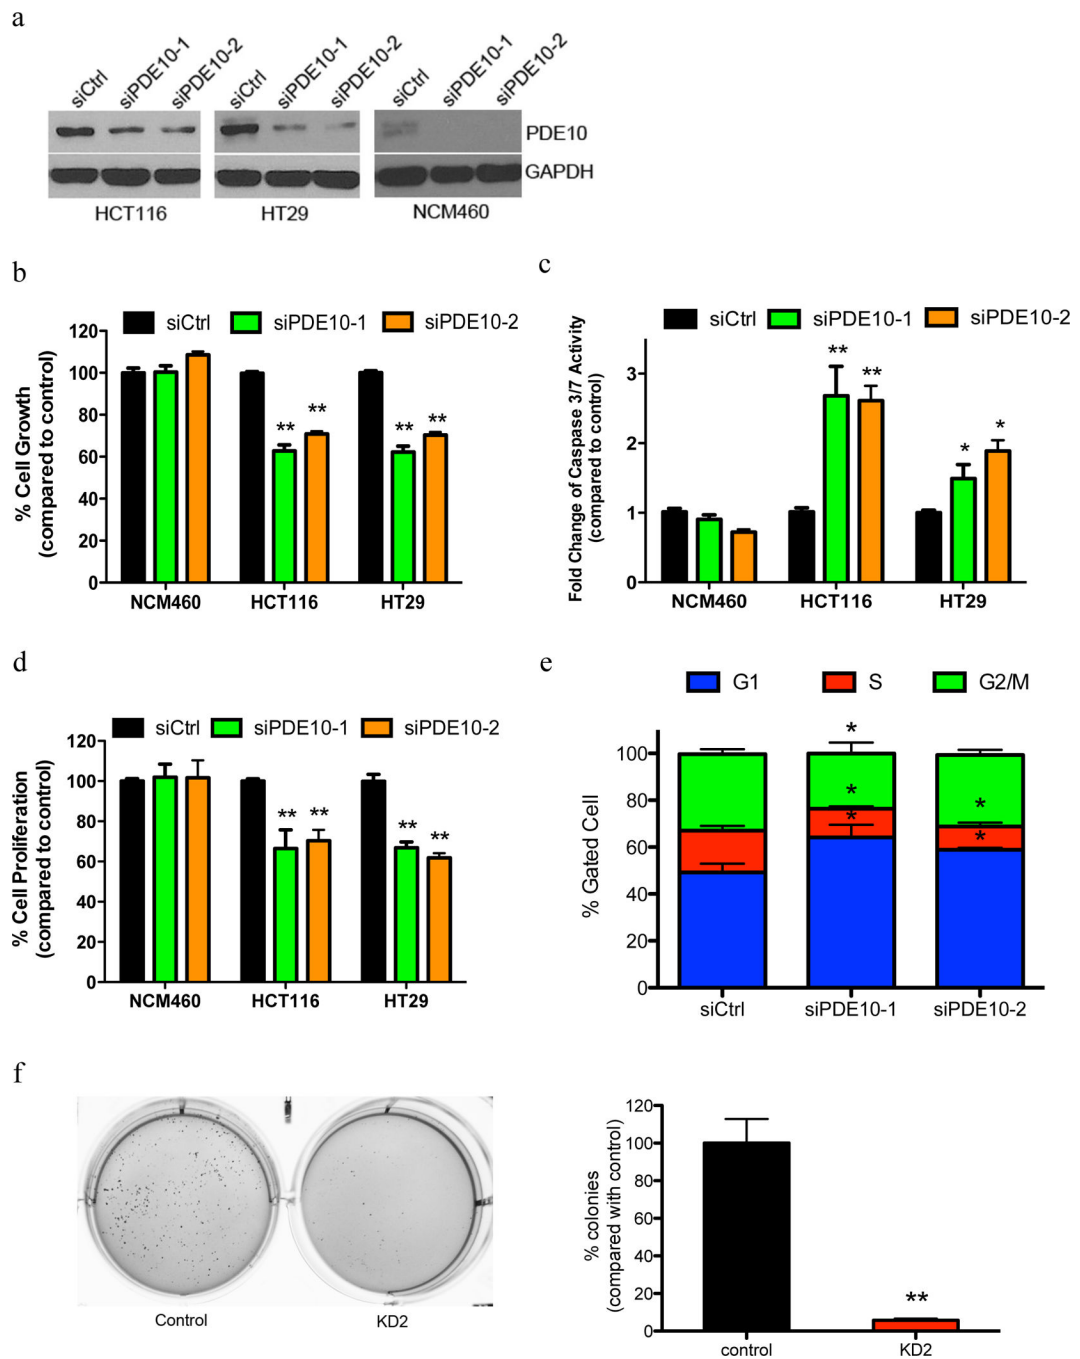 a
siCtrl siPDE10-1 siPDE10-2 siCtrl siPDE10-1 siPDE10-2 siCtrl siPDE10-1 siPDE10-2
PDE10
GAPDH
HCT116 HT29 NCM460
b
siCtrl siPDE10-1 siPDE10-2
% Cell Growth
(compared to control)
120
100
80
60
40
20
0
** ** ** **
NCM460 HCT116 HT29
c
siCtrl siPDE10-1 siPDE10-2
Fold Change of Caspase 3/7 Activity
(compared to control)
3
2
1
0
** ** * *
NCM460 HCT116 HT29
d
siCtrl siPDE10-1 siPDE10-2
% Cell Proliferation
(compared to control)
120
100
80
60
40
20
0
** ** ** **
NCM460 HCT116 HT29
e
G1 S G2/M
% Gated Cell
100
80
60
40
20
0
*
*
* *
*
siCtrl siPDE10-1 siPDE10-2
f
Control KD2
% colonies
(compared with control)
120
100
80
60
40
20
0
**
control KD2